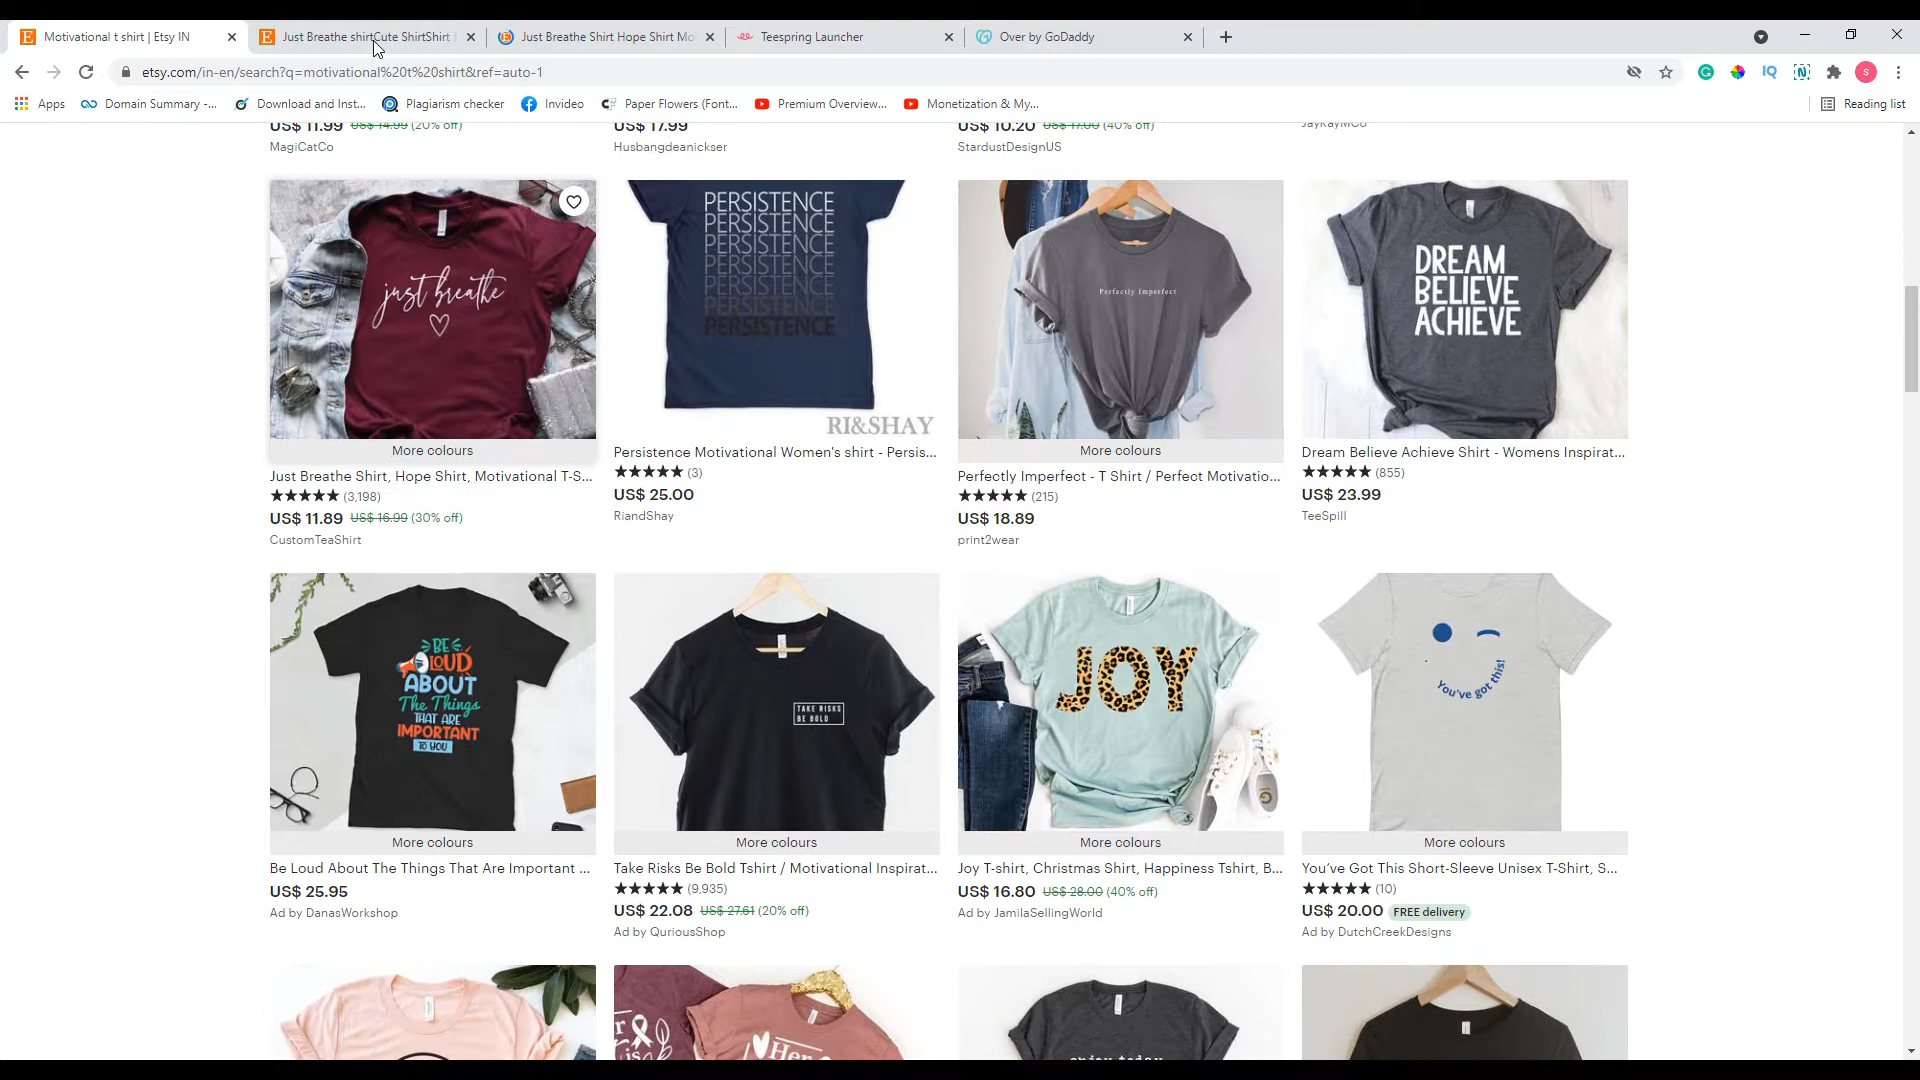 Motivational t shirt | Etsy IN
Just Breathe shirtCute ShirtShirt
Just Breathe Shirt Hope Shirt Mo
Teespring Launcher
Over by GoDaddy
etsy.com/in-en/search?q=motivational%20t%20shirt&ref=auto-1
Apps
Domain Summary -...
Download and Inst...
Plagiarism checker
Invideo
Paper Flowers (Font...
Premium Overview...
Monetization & My...
Reading list
US$ 11.99 US$ 14.99 (20% off)
US$ 17.99
US$ 10.20 US$ 17.00 (40% off)
JayKayMCo
MagiCatCo
Husbangdeanickser
StardustDesignUS
just breathe
PERSISTENCE
PERSISTENCE
PERSISTENCE
PERSISTENCE
PERSISTENCE
PERSISTENCE
PERSISTENCE
RI&SHAY
Perfectly Imperfect
DREAM
BELIEVE
ACHIEVE
More colours
Just Breathe Shirt, Hope Shirt, Motivational T-S...
(3,198)
US$ 11.89 US$ 16.99 (30% off)
CustomTeaShirt
Persistence Motivational Women's shirt - Persis...
(3)
US$ 25.00
RiandShay
More colours
Perfectly Imperfect - T Shirt / Perfect Motivatio...
(215)
US$ 18.89
print2wear
Dream Believe Achieve Shirt - Womens Inspirat...
(855)
US$ 23.99
TeeSpill
BE
LOUD
ABOUT
The Things
THAT ARE
IMPORTANT
TO YOU
TAKE RISKS
BE BOLD
JOY
You've got this!
More colours
Be Loud About The Things That Are Important ...
US$ 25.95
Ad by DanasWorkshop
More colours
Take Risks Be Bold Tshirt / Motivational Inspirat...
(9,935)
US$ 22.08 US$ 27.61 (20% off)
Ad by QuriousShop
More colours
Joy T-shirt, Christmas Shirt, Happiness Tshirt, B...
US$ 16.80 US$ 28.00 (40% off)
Ad by JamilaSellingWorld
More colours
You've Got This Short-Sleeve Unisex T-Shirt, S...
(10)
US$ 20.00 FREE delivery
Ad by DutchCreekDesigns
Her
enjoy today